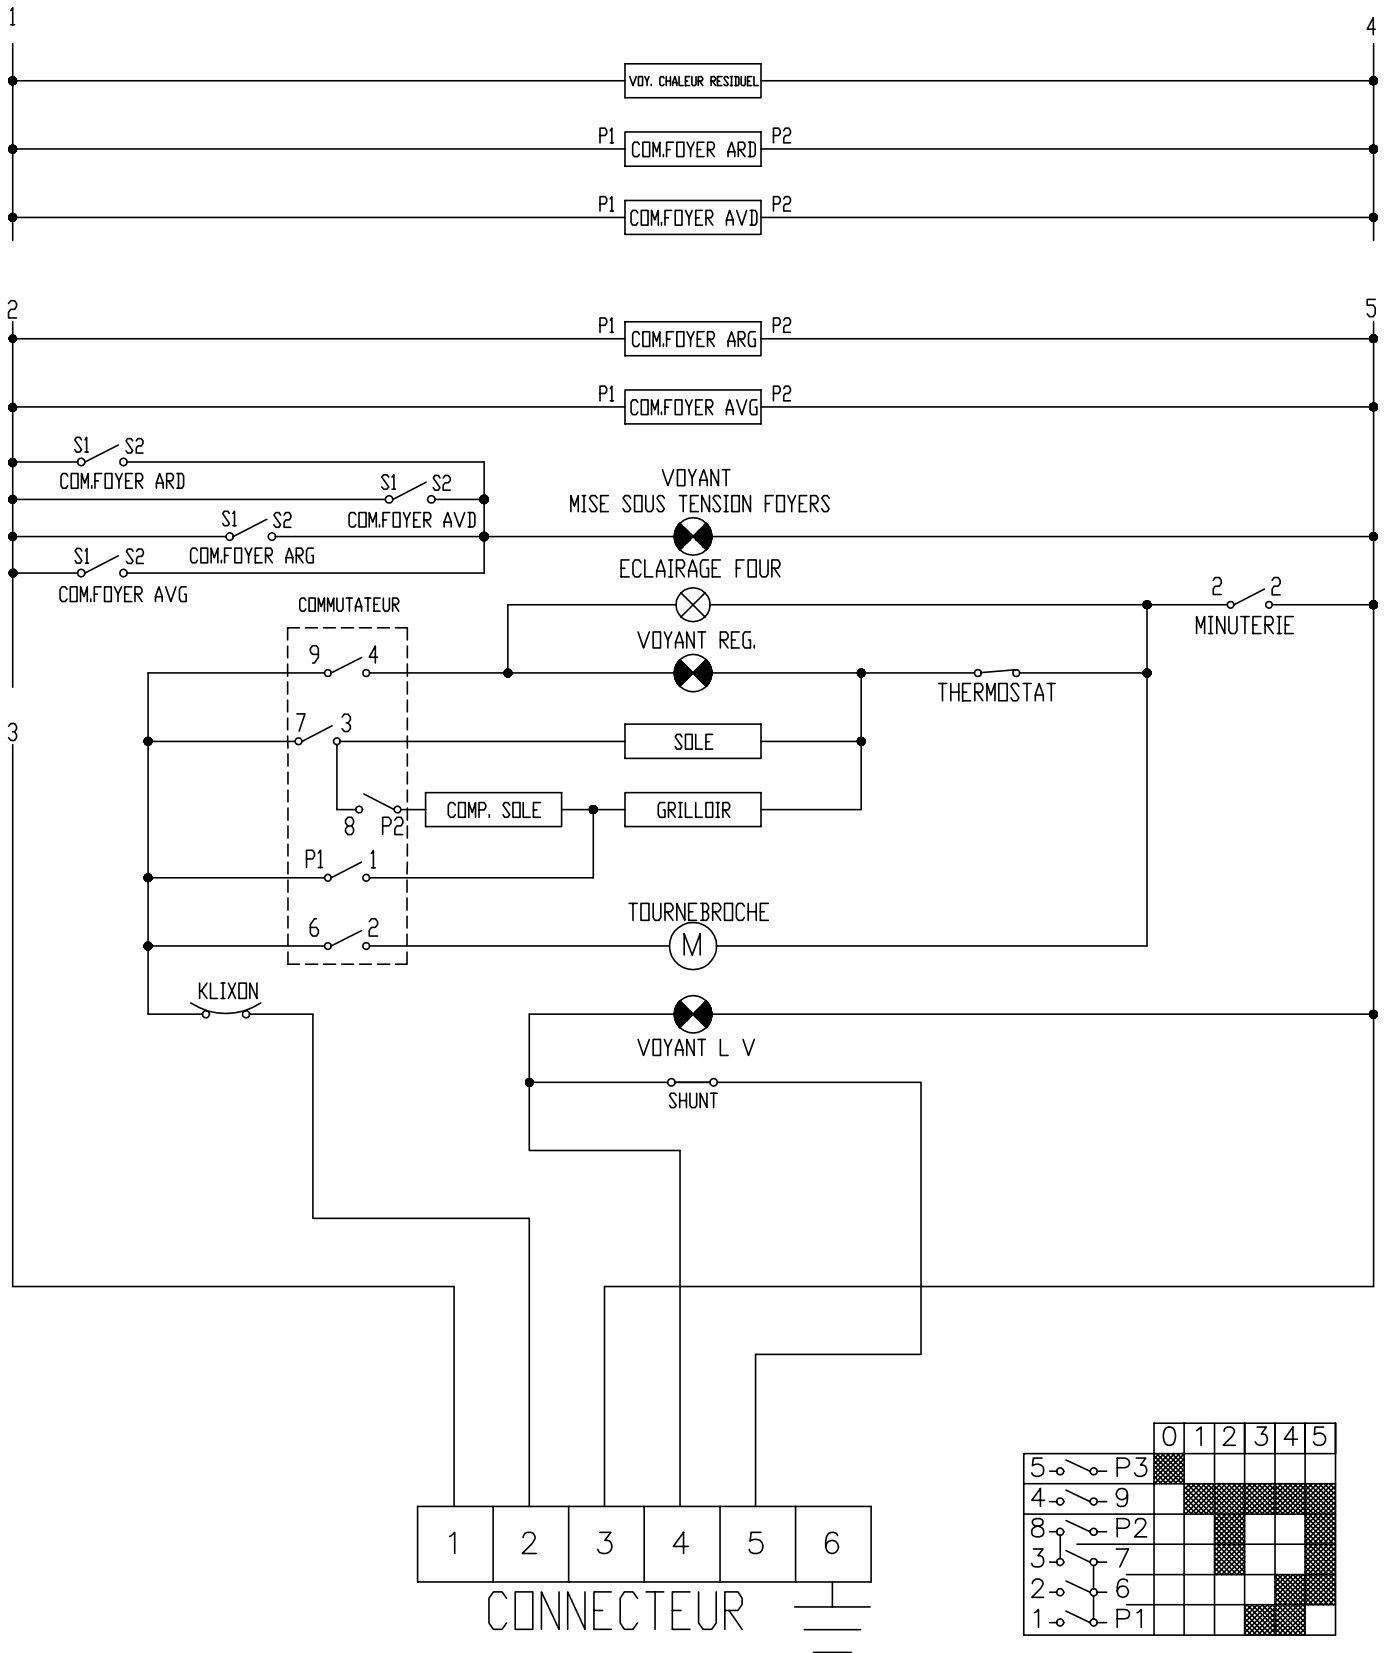 1
4
VOY. CHALEUR RESIDUEL
P1 COM.FOYER ARD P2
P1 COM.FOYER AVD P2
2
5
P1 COM.FOYER ARG P2
P1 COM.FOYER AVG P2
S1 S2
COM.FOYER ARD
S1 S2
COM.FOYER AVD
S1 S2
COM.FOYER ARG
S1 S2
COM.FOYER AVG
VOYANT
MISE SOUS TENSION FOYERS
ECLAIRAGE FOUR
2 2
MINUTERIE
COMMUTATEUR
VOYANT REG.
9 4
THERMOSTAT
7 3
SOLE
3
8 P2
COMP. SOLE
GRILLOIR
P1 1
TOURNEBROCHE
6 2
M
KLIXON
VOYANT L V
SHUNT
0 1 2 3 4 5
5 P3
4 9
8 P2
3 7
2 6
1 P1
1 2 3 4 5 6
CONNECTEUR